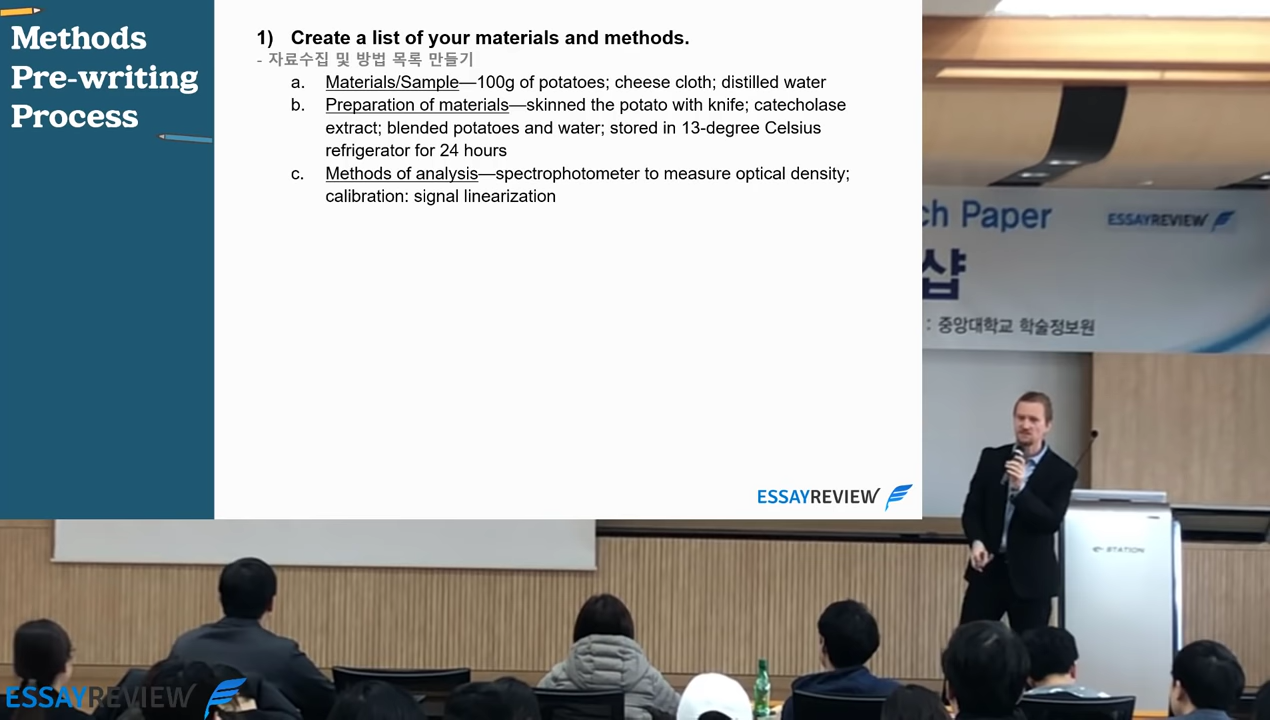 Methods
Pre-writing
Process
1) Create a list of your materials and methods.
- 자료수집 및 방법 목록 만들기
a. Materials/Sample—100g of potatoes; cheese cloth; distilled water
b. Preparation of materials—skinned the potato with knife; catecholase
extract; blended potatoes and water; stored in 13-degree Celsius
refrigerator for 24 hours
c. Methods of analysis—spectrophotometer to measure optical density;
calibration: signal linearization
ESSAYREVIEW
ch Paper
ESSAYREVIEW
샵
: 중앙대학교 학술정보원
STATION
ESSAYREVIEW